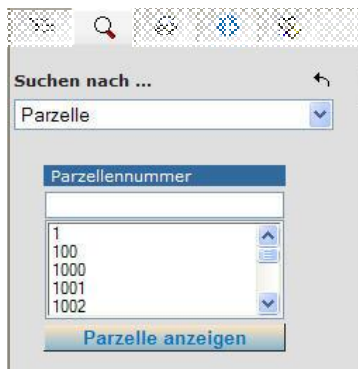 Suchen nach ...
Parzelle
Parzellennummer
1
100
1000
1001
1002
Parzelle anzeigen